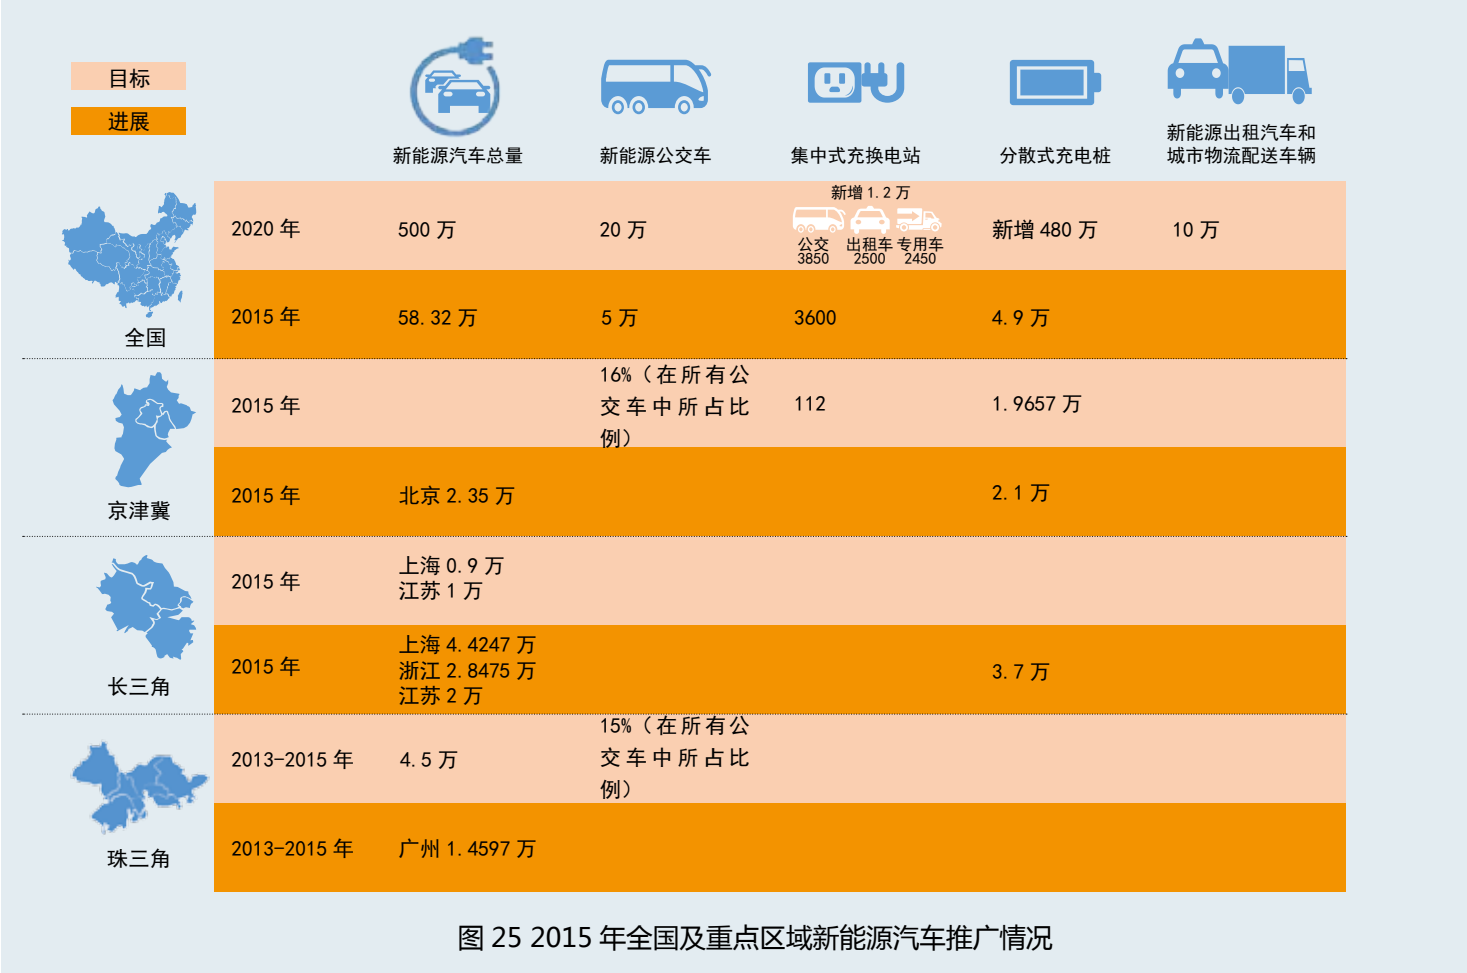 目标
进展
新能源汽车总量
新能源公交车
集中式充换电站
分散式充电桩
新能源出租汽车和
城市物流配送车辆
全国
2020 年
500 万
20 万
新增 1.2 万
公交
3850
出租车
2500
专用车
2450
新增 480 万
10 万
2015 年
58.32 万
5 万
3600
4.9 万
京津冀
2015 年
16%（在所有公
交车中所占比
例）
112
1.9657 万
2015 年
北京 2.35 万
2.1 万
长三角
2015 年
上海 0.9 万
江苏 1 万
2015 年
上海 4.4247 万
浙江 2.8475 万
江苏 2 万
3.7 万
珠三角
2013-2015 年
4.5 万
15%（在所有公
交车中所占比
例）
2013-2015 年
广州 1.4597 万
图 25 2015 年全国及重点区域新能源汽车推广情况